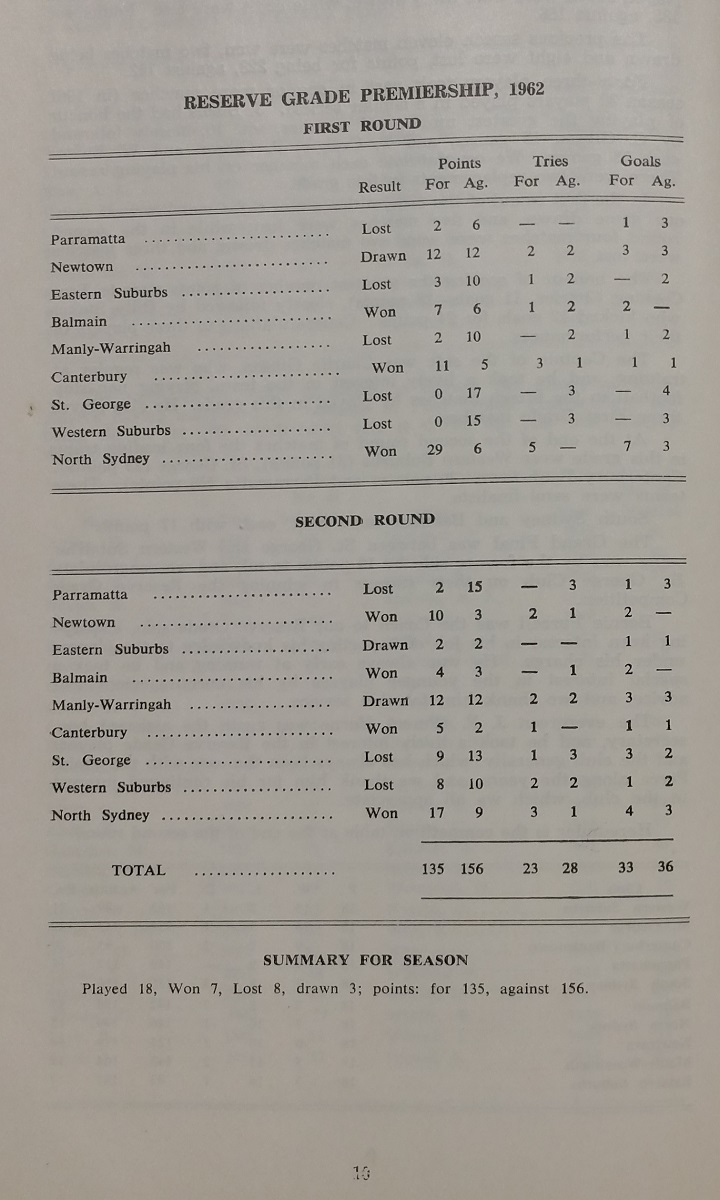 RESERVE GRADE PREMIERSHIP, 1962
FIRST ROUND
Points Tries Goals
Result For Ag. For Ag. For Ag.
Parramatta .............................. Lost 2 6 — — 1 3
Newtown .............................. Drawn 12 12 2 2 3 3
Eastern Suburbs ....................... Lost 3 10 1 2 — 2
Balmain .............................. Won 7 6 1 2 2 —
Manly-Warringah ..................... Lost 2 10 — 2 1 2
Canterbury ............................. Won 11 5 3 1 1 1
St. George ............................. Lost 0 17 — 3 — 4
Western Suburbs ....................... Lost 0 15 — 3 — 3
North Sydney .......................... Won 29 6 5 — 7 3
SECOND ROUND
Parramatta ............................ Lost 2 15 — 3 1 3
Newtown .............................. Won 10 3 2 1 2 —
Eastern Suburbs ....................... Drawn 2 2 — — 1 1
Balmain .............................. Won 4 3 — 1 2 —
Manly-Warringah ...................... Drawn 12 12 2 2 3 3
Canterbury ............................. Won 5 2 1 — 1 1
St. George ............................. Lost 9 13 1 3 3 2
Western Suburbs ....................... Lost 8 10 2 2 1 2
North Sydney .......................... Won 17 9 3 1 4 3
TOTAL ..................... 135 156 23 28 33 36
SUMMARY FOR SEASON
Played 18, Won 7, Lost 8, drawn 3; points: for 135, against 156.